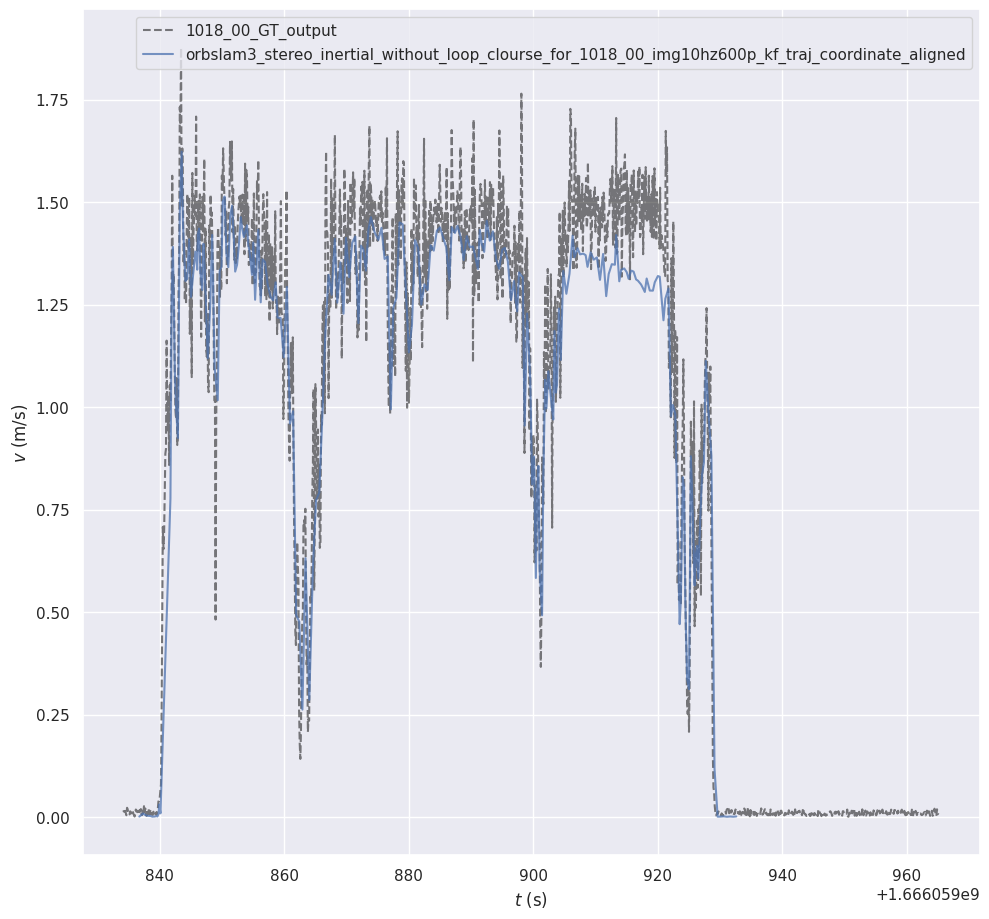 1018_00_GT_output
orbslam3_stereo_inertial_without_loop_clourse_for_1018_00_img10hz600p_kf_traj_coordinate_aligned
1.75
1.50
1.25
1.00
0.75
0.50
0.25
0.00
v (m/s)
840 860 880 900 920 940 960
t (s)
+1.666059e9